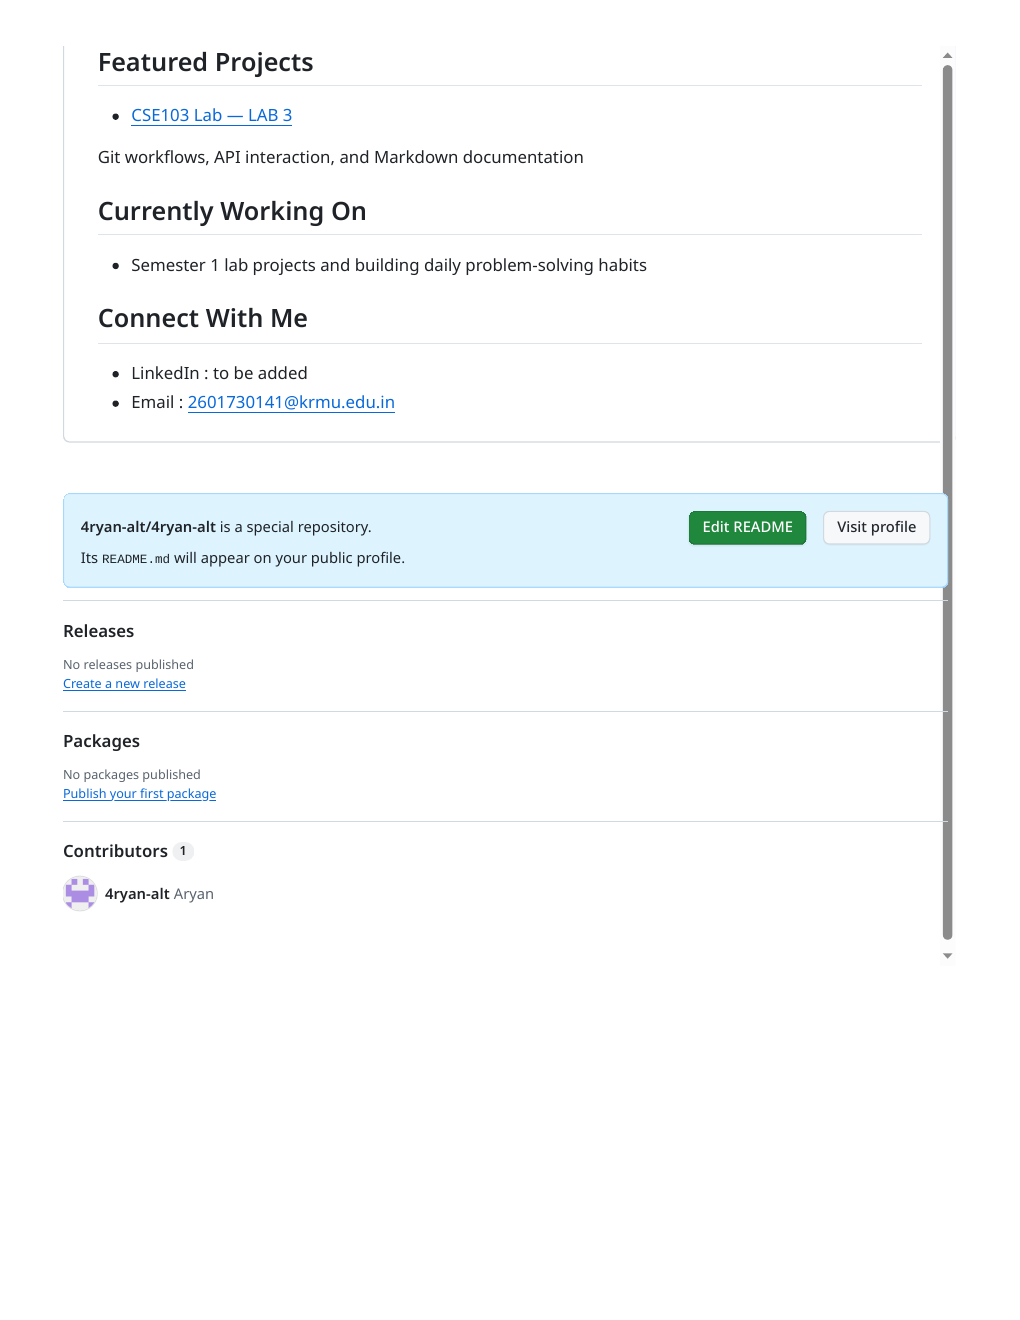 Featured Projects
CSE103 Lab — LAB 3
Git workflows, API interaction, and Markdown documentation
Currently Working On
Semester 1 lab projects and building daily problem-solving habits
Connect With Me
LinkedIn : to be added
Email : 2601730141@krmu.edu.in
4ryan-alt/4ryan-alt is a special repository.
Edit README
Visit profile
Its README.md will appear on your public profile.
Releases
No releases published
Create a new release
Packages
No packages published
Publish your first package
Contributors 1
4ryan-alt Aryan